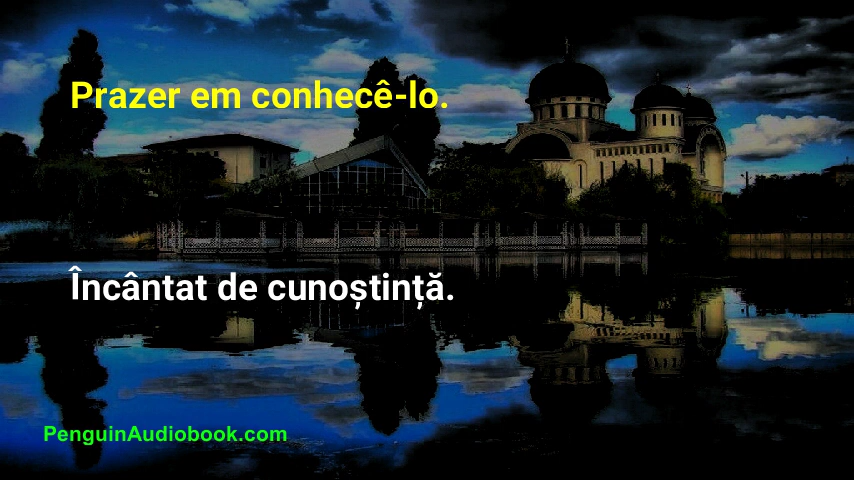 Prazer em conhecê-lo.
Încântat de cunoștință.
PenguinAudiobook.com